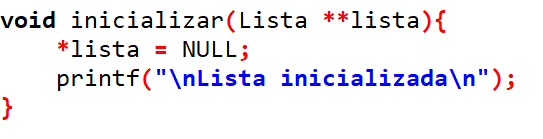 void inicializar(Lista **lista){
    *lista = NULL;
    printf("\nLista inicializada\n");
}